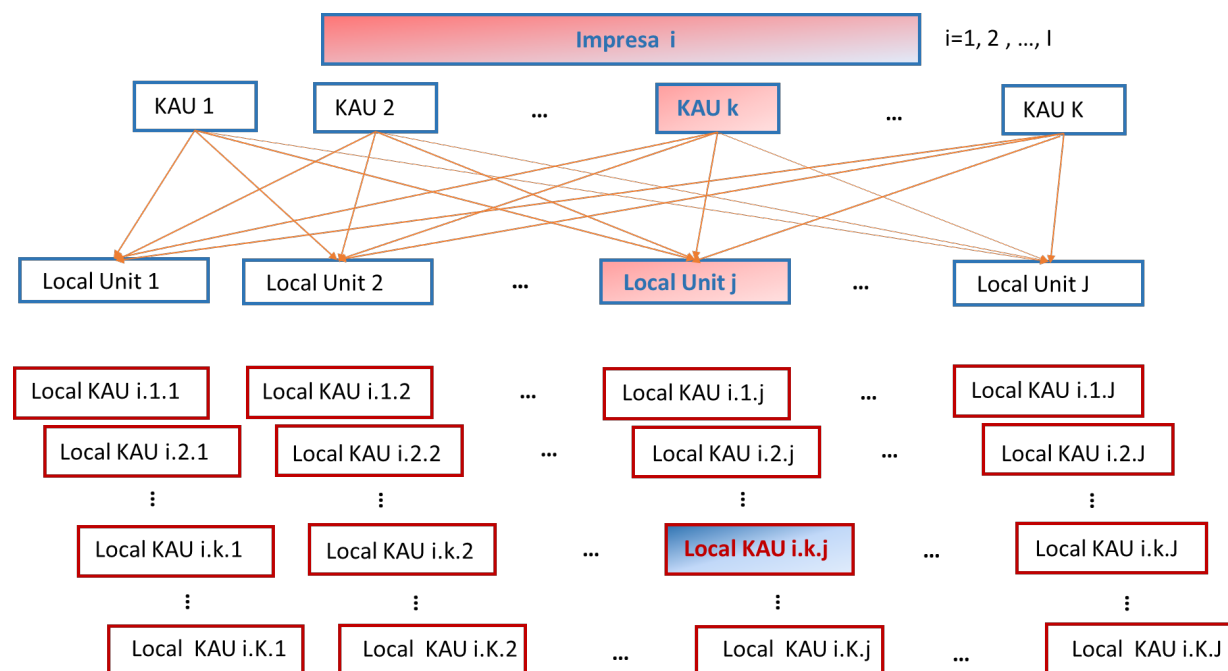 Impresa i i=1, 2 , ..., I
KAU 1 KAU 2 ... KAU k ... KAU K
Local Unit 1 Local Unit 2 ... Local Unit j ... Local Unit J
Local KAU i.1.1 Local KAU i.1.2 ... Local KAU i.1.j ... Local KAU i.1.J
Local KAU i.2.1 Local KAU i.2.2 ... Local KAU i.2.j ... Local KAU i.2.J
... ... ... ...
Local KAU i.k.1 Local KAU i.k.2 ... Local KAU i.k.j ... Local KAU i.k.J
... ... ... ...
Local KAU i.K.1 Local KAU i.K.2 ... Local KAU i.K.j ... Local KAU i.K.J